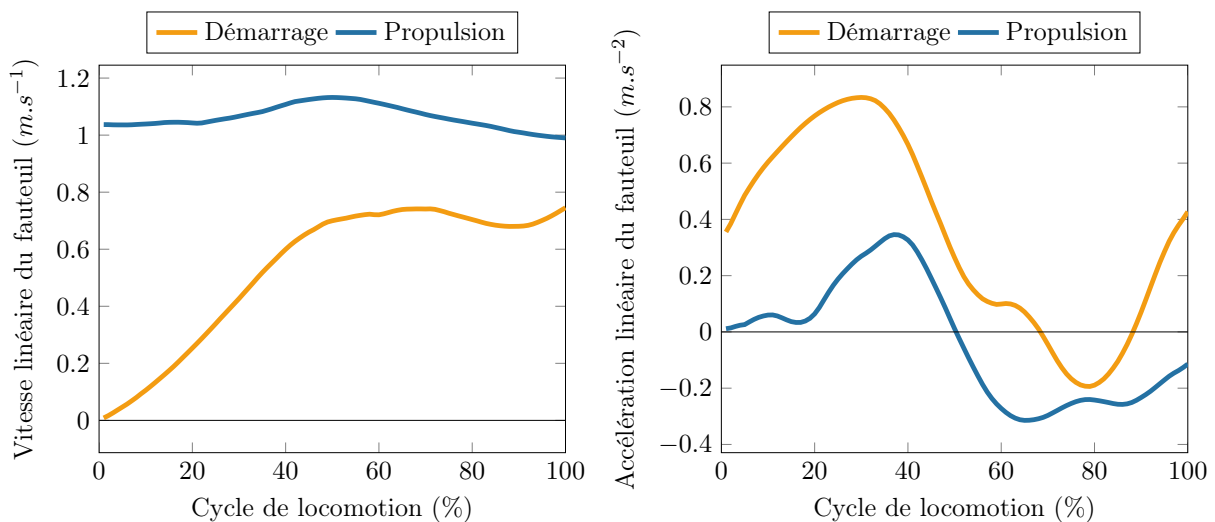 Démarrage Propulsion
1.2
1
0.8
0.6
0.4
0.2
0
0 20 40 60 80 100
Cycle de locomotion (%)
Vitesse linéaire du fauteuil (m.s⁻¹)
Démarrage Propulsion
0.8
0.6
0.4
0.2
0
−0.2
−0.4
0 20 40 60 80 100
Cycle de locomotion (%)
Accélération linéaire du fauteuil (m.s⁻²)